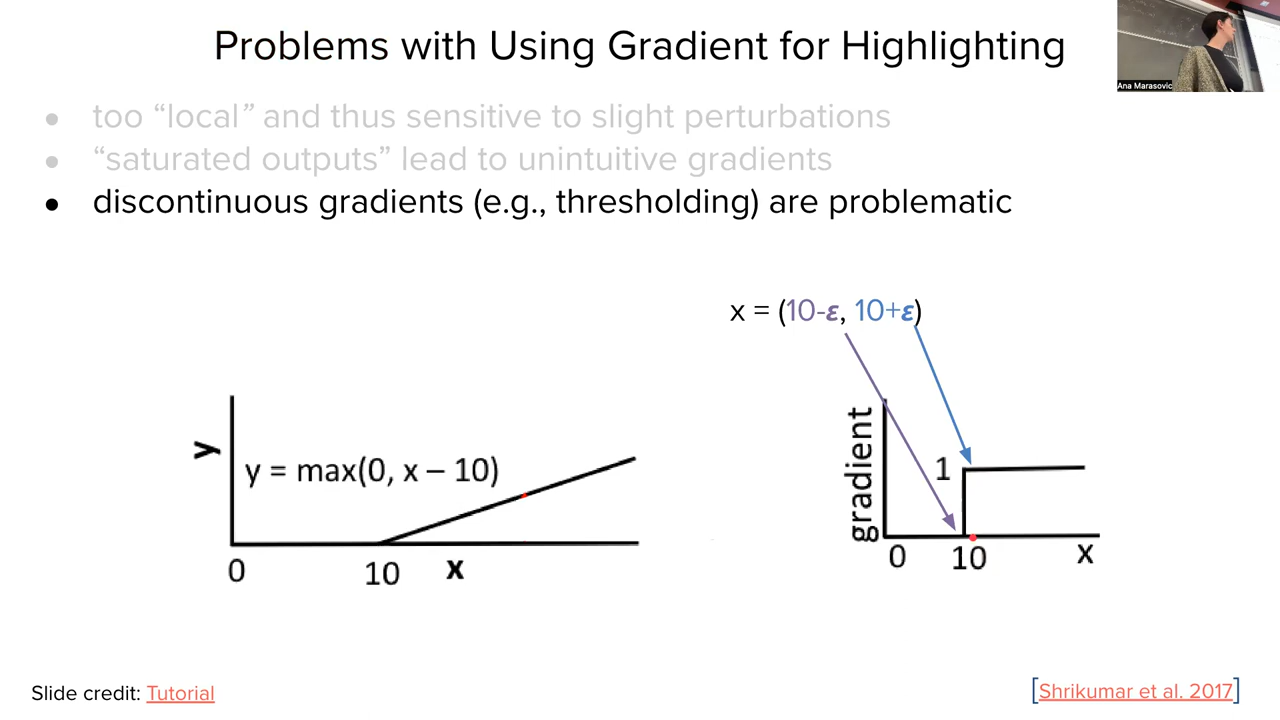 Problems with Using Gradient for Highlighting
Ana Marasovic
● too “local” and thus sensitive to slight perturbations
● “saturated outputs” lead to unintuitive gradients
● discontinuous gradients (e.g., thresholding) are problematic
x = (10-ε, 10+ε)
y
y = max(0, x – 10)
0
10
x
gradient
1
0
10
x
Slide credit: Tutorial
[Shrikumar et al. 2017]